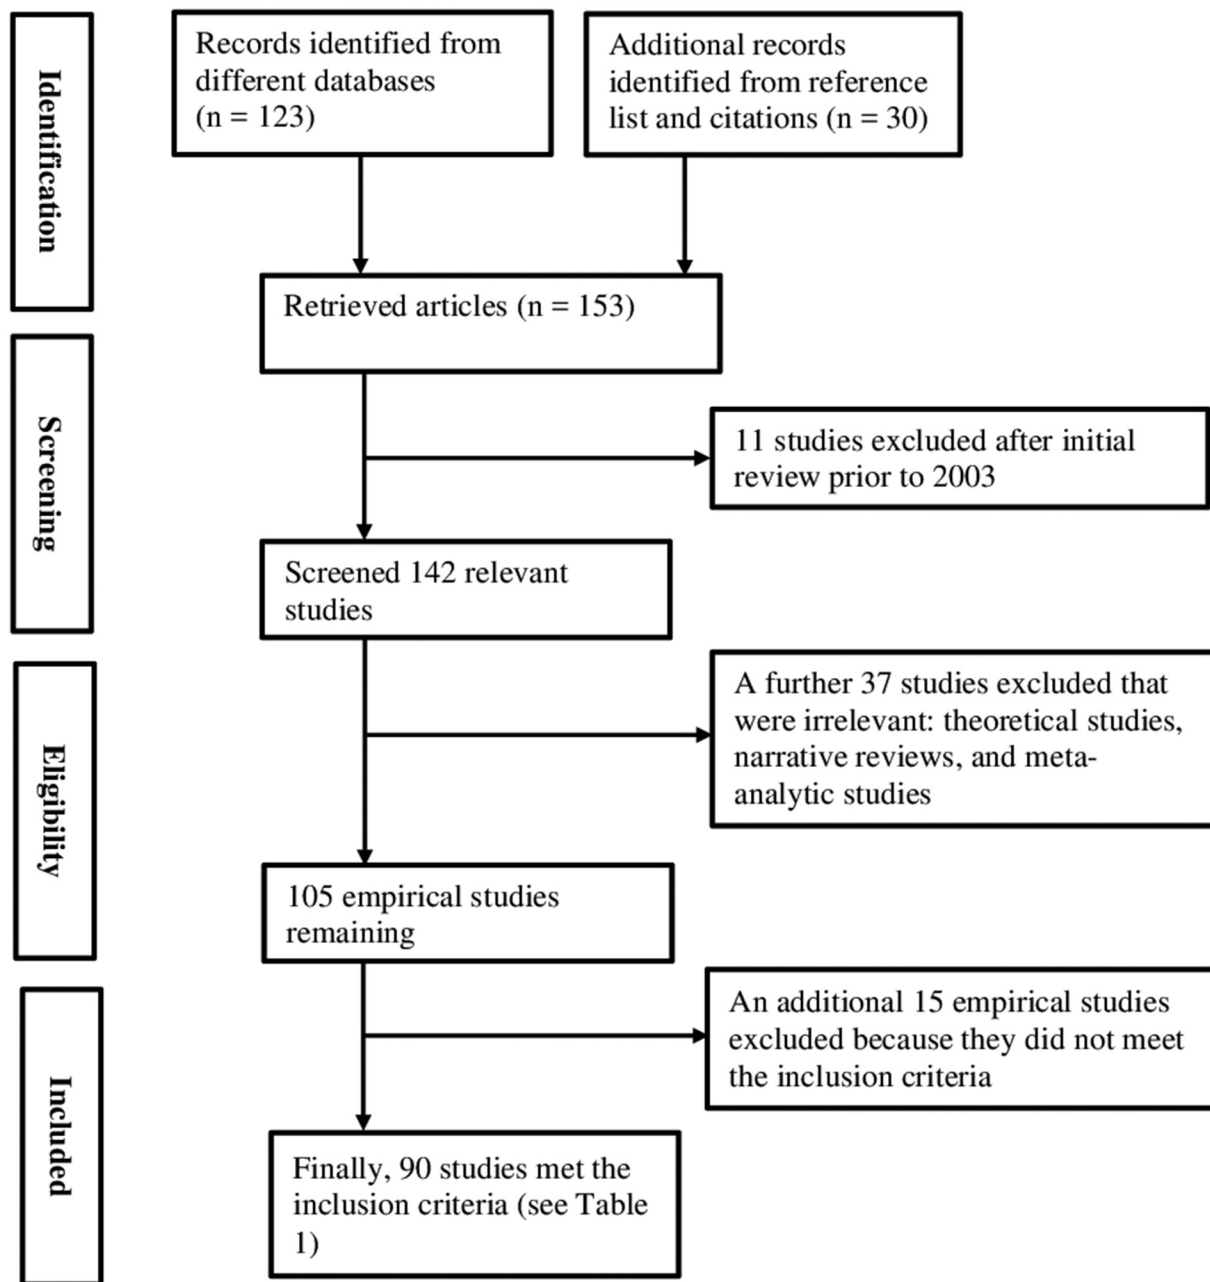 Identification
Records identified from
different databases
(n = 123)
Additional records
identified from reference
list and citations (n = 30)
Retrieved articles (n = 153)
Screening
11 studies excluded after initial
review prior to 2003
Screened 142 relevant
studies
Eligibility
A further 37 studies excluded that
were irrelevant: theoretical studies,
narrative reviews, and meta-
analytic studies
105 empirical studies
remaining
Included
An additional 15 empirical studies
excluded because they did not meet
the inclusion criteria
Finally, 90 studies met the
inclusion criteria (see Table
1)